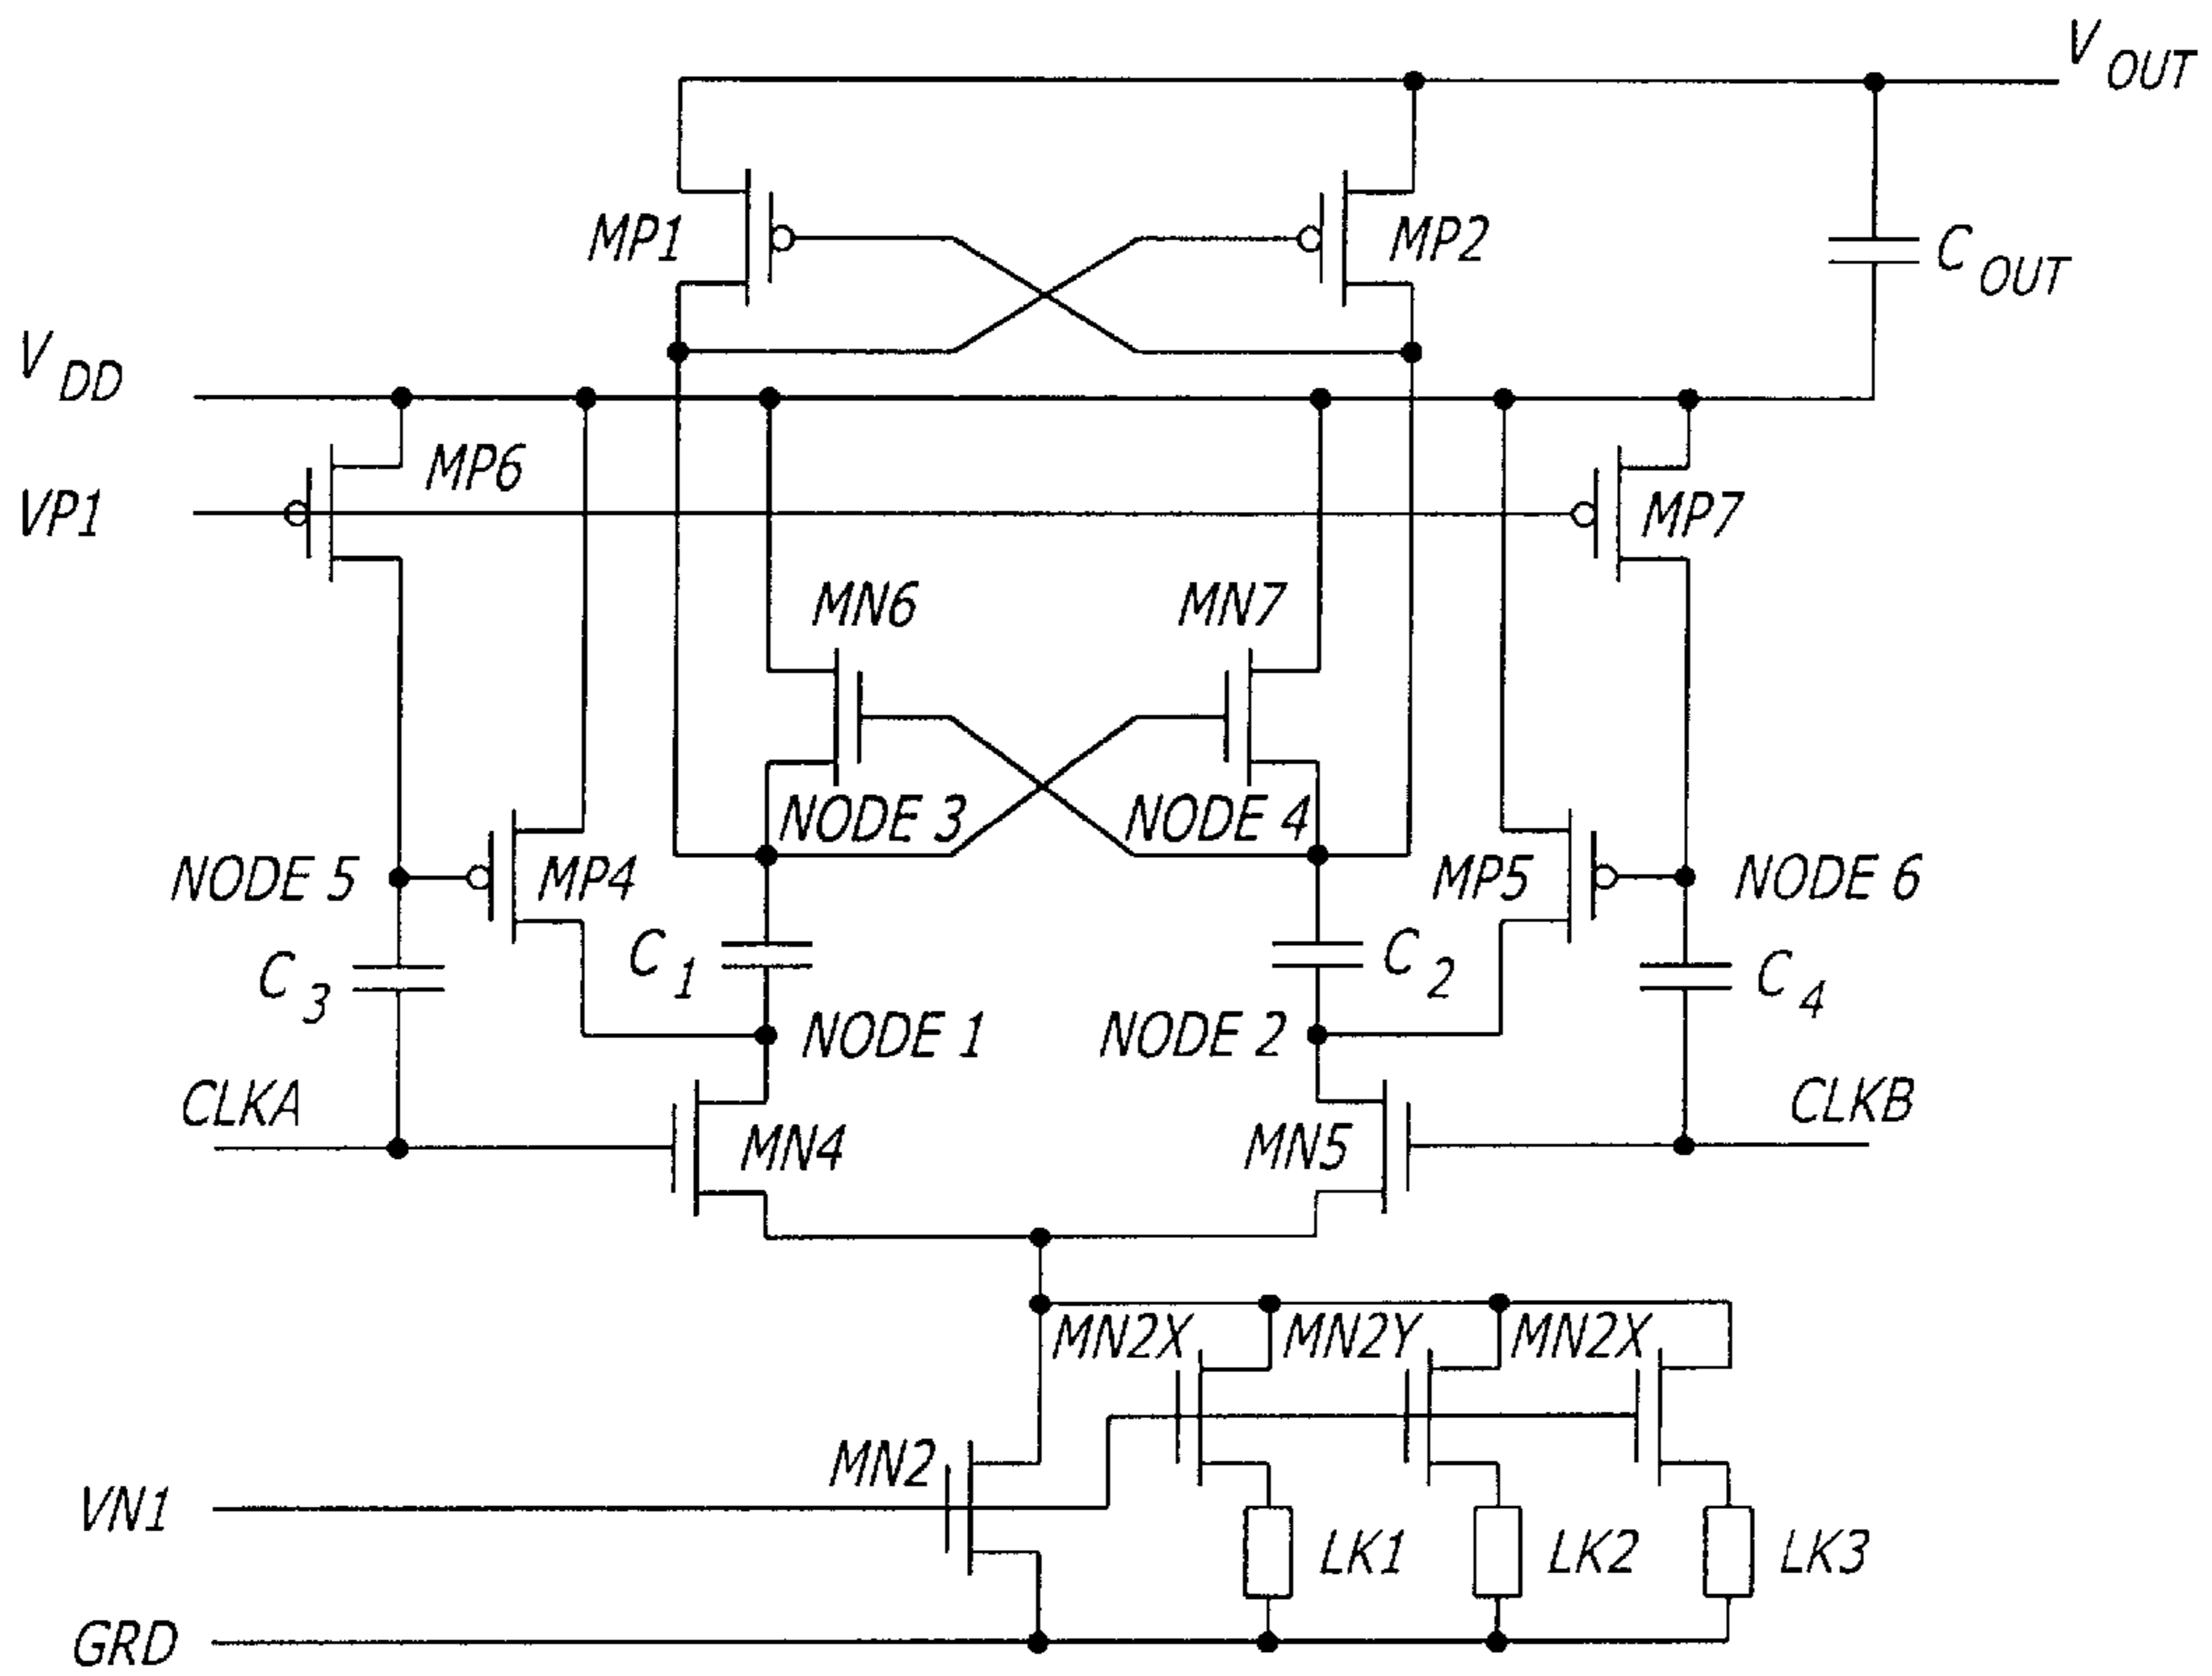 V OUT
MP1
MP2
C OUT
V DD
MP6
VP1
MP7
MN6
MN7
NODE 3
NODE 4
NODE 5
MP4
MP5
NODE 6
C 1
C 2
C 3
C 4
NODE 1
NODE 2
CLKA
CLKB
MN4
MN5
MN2X
MN2Y
MN2X
MN2
VN1
LK1
LK2
LK3
GRD